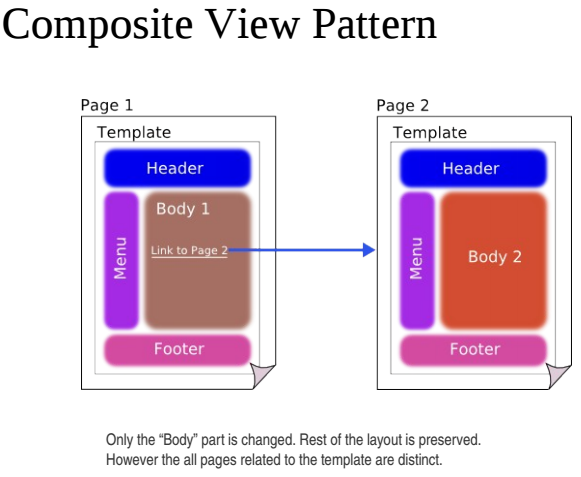 Composite View Pattern
Page 1
Template
Header
Menu
Body 1
Link to Page 2
Footer
Page 2
Template
Header
Menu
Body 2
Footer
Only the “Body” part is changed. Rest of the layout is preserved.
However the all pages related to the template are distinct.